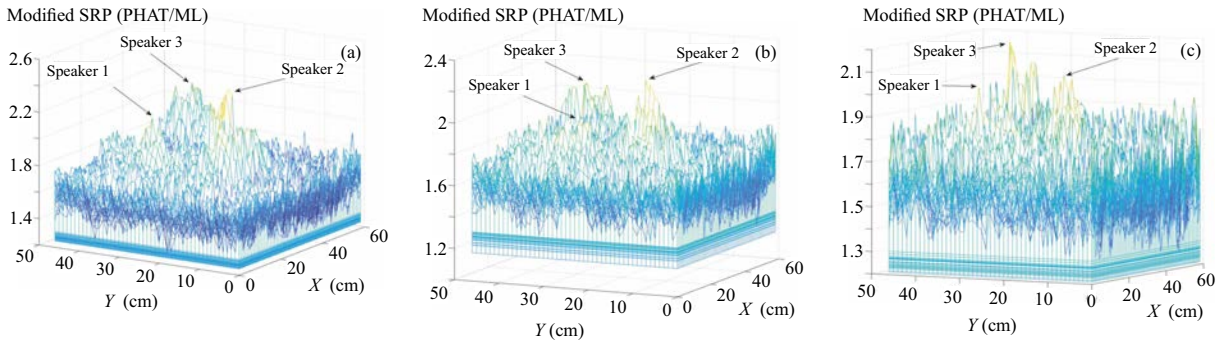 Modified SRP (PHAT/ML)
(a)
Speaker 3
Speaker 1
Speaker 2
2.6
2.4
2.2
1.8
1.4
50
40
30
20
10
0
0
20
40
60
Y (cm)
X (cm)
Modified SRP (PHAT/ML)
(b)
Speaker 3
Speaker 2
Speaker 1
2.4
2
1.6
1.2
50
40
30
20
10
0
0
20
40
60
Y (cm)
X (cm)
Modified SRP (PHAT/ML)
(c)
Speaker 3
Speaker 2
Speaker 1
2.1
1.9
1.7
1.5
1.3
50
40
30
20
10
0
20
40
60
Y (cm)
X (cm)